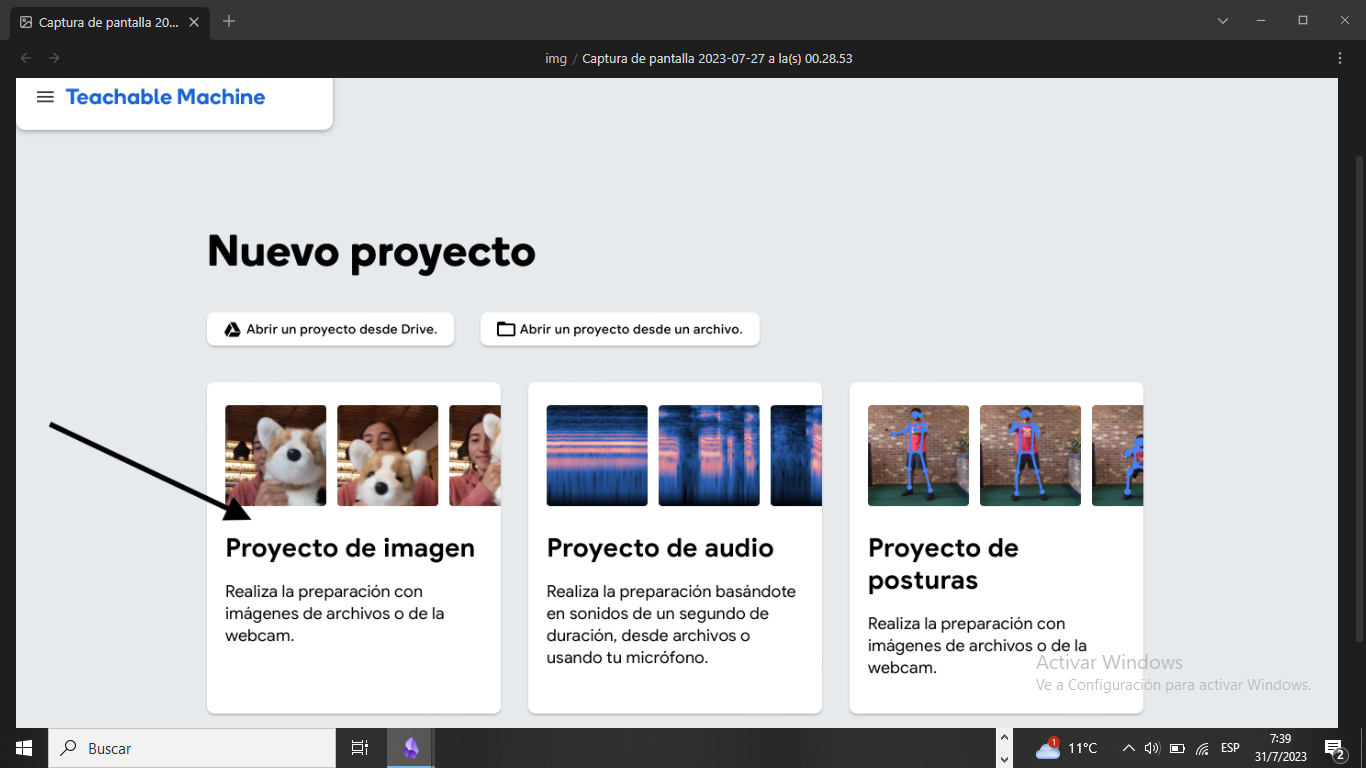 Captura de pantalla 20...
img / Captura de pantalla 2023-07-27 a la(s) 00.28.53
Teachable Machine
Nuevo proyecto
Abrir un proyecto desde Drive.
Abrir un proyecto desde un archivo.
Proyecto de imagen
Realiza la preparación con
imágenes de archivos o de la
webcam.
Proyecto de audio
Realiza la preparación basándote
en sonidos de un segundo de
duración, desde archivos o
usando tu micrófono.
Proyecto de
posturas
Realiza la preparación con
imágenes de archivos o de la
webcam.
Activar Windows
Ve a Configuración para activar Windows.
Buscar
1
11°C
ESP
7:39
31/7/2023
2